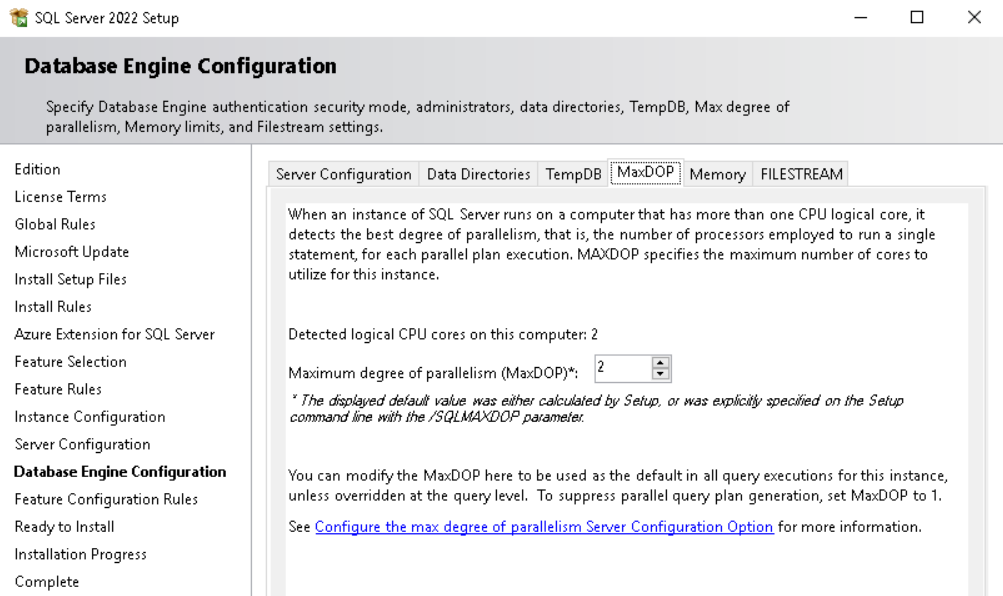 SQL Server 2022 Setup
Database Engine Configuration
Specify Database Engine authentication security mode, administrators, data directories, TempDB, Max degree of
parallelism, Memory limits, and Filestream settings.
Edition
License Terms
Global Rules
Microsoft Update
Install Setup Files
Install Rules
Azure Extension for SQL Server
Feature Selection
Feature Rules
Instance Configuration
Server Configuration
Database Engine Configuration
Feature Configuration Rules
Ready to Install
Installation Progress
Complete
Server Configuration Data Directories TempDB MaxDOP Memory FILESTREAM
When an instance of SQL Server runs on a computer that has more than one CPU logical core, it
detects the best degree of parallelism, that is, the number of processors employed to run a single
statement, for each parallel plan execution. MAXDOP specifies the maximum number of cores to
utilize for this instance.
Detected logical CPU cores on this computer: 2
Maximum degree of parallelism (MaxDOP)*: 2
* The displayed default value was either calculated by Setup, or was explicitly specified on the Setup
command line with the /SQLMAXDOP parameter.
You can modify the MaxDOP here to be used as the default in all query executions for this instance,
unless overridden at the query level. To suppress parallel query plan generation, set MaxDOP to 1.
See Configure the max degree of parallelism Server Configuration Option for more information.